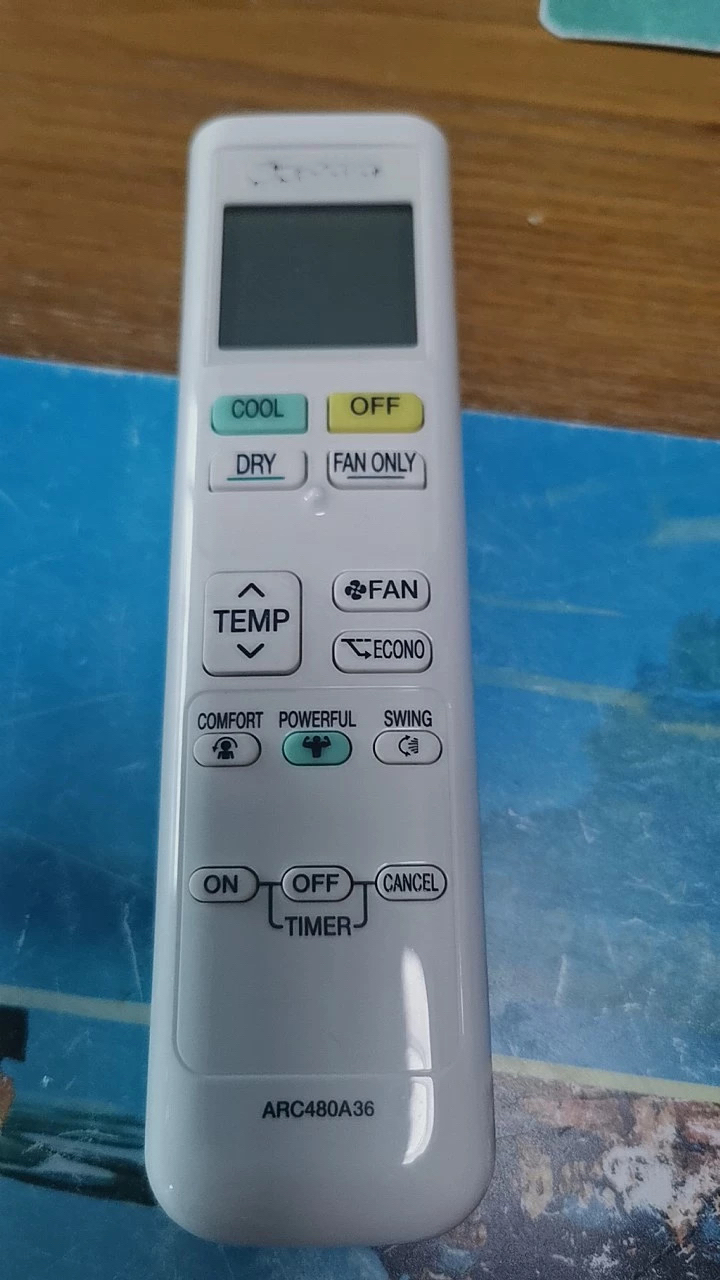 COOL OFF
DRY FAN ONLY
TEMP FAN
ECONO
COMFORT POWERFUL SWING
ON OFF CANCEL
TIMER
ARC480A36